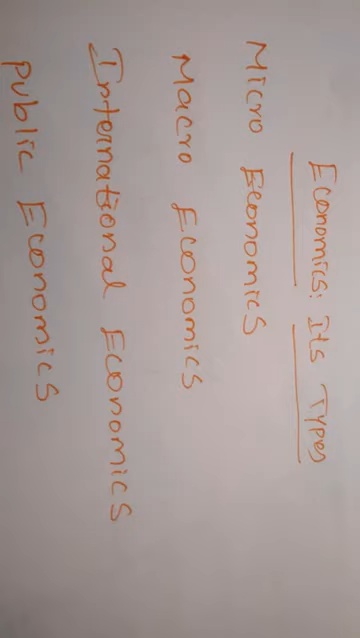 Economics: Its Types
Micro Economics
Macro Economics
International Economics
Public Economics